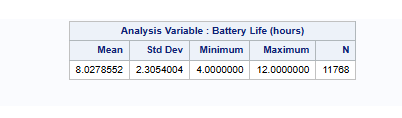 Analysis Variable : Battery Life (hours)
Mean Std Dev Minimum Maximum N
8.0278552 2.3054004 4.0000000 12.0000000 11768